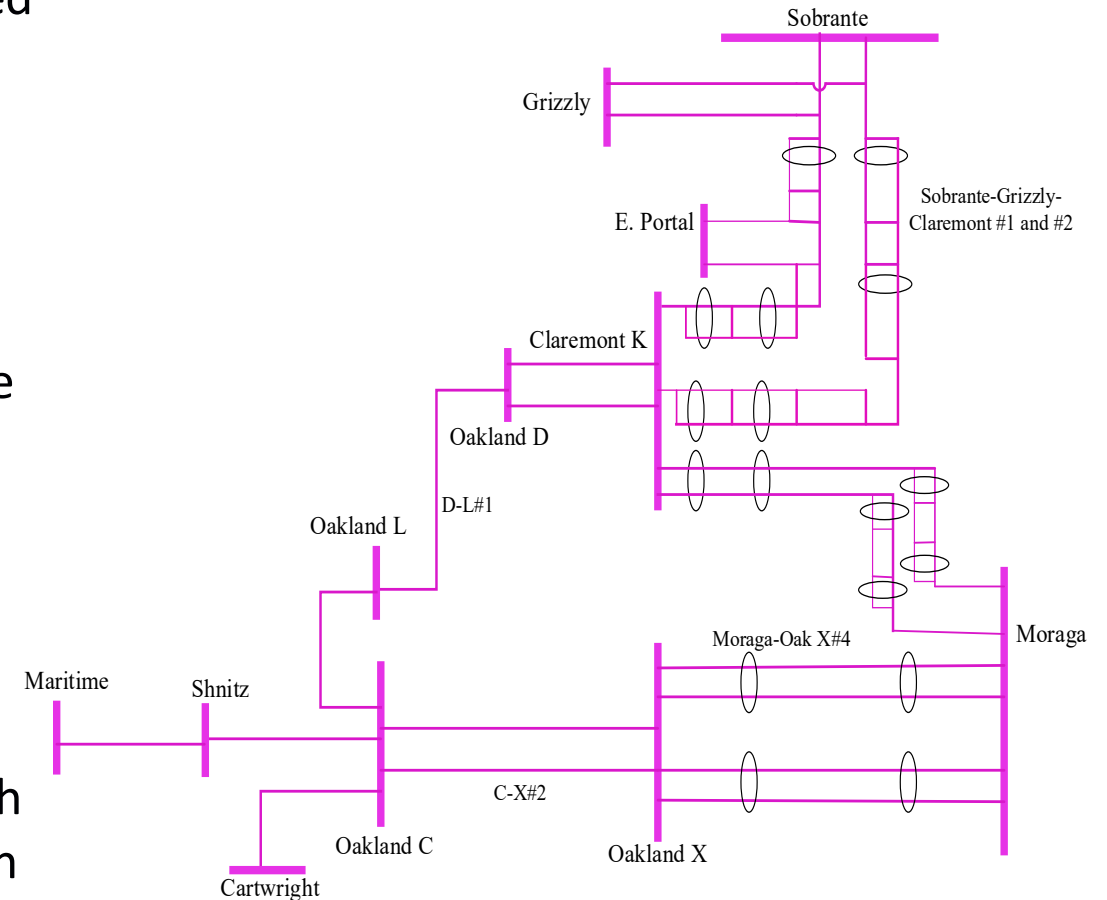 ed
Sobrante
Grizzly
Sobrante-Grizzly-
Claremont #1 and #2
E. Portal
Claremont K
e
Oakland D
D-L#1
Oakland L
Moraga-Oak X#4
Moraga
Maritime
Shnitz
C-X#2
h
n
Oakland C
Oakland X
Cartwright